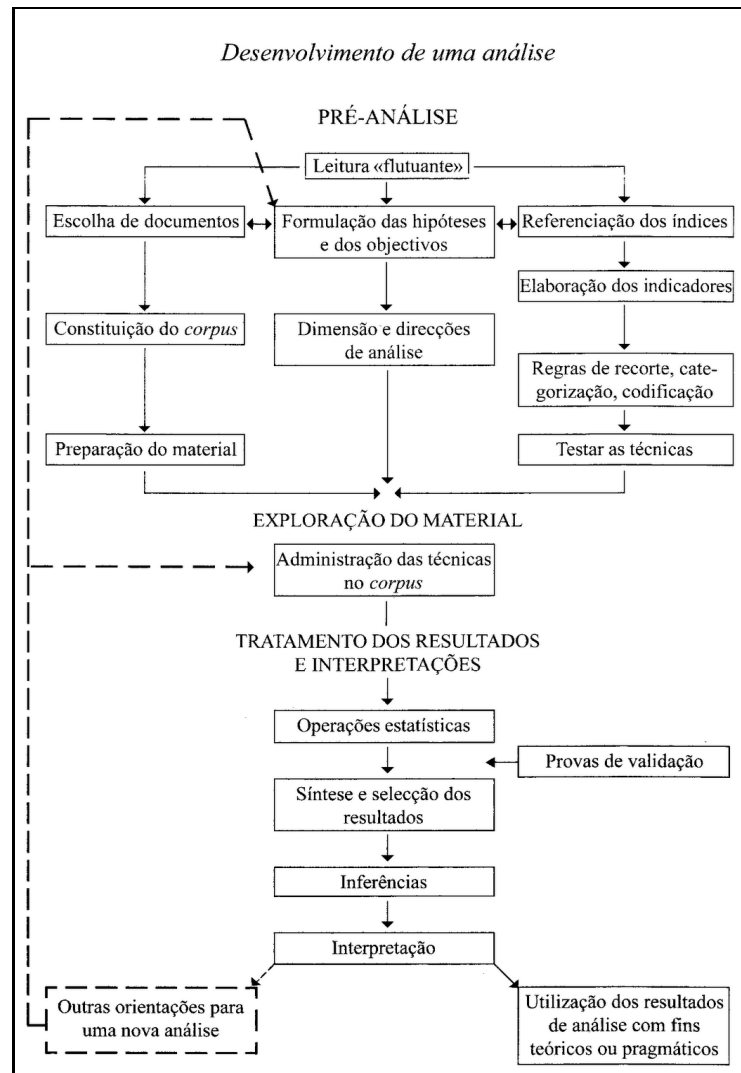 Desenvolvimento de uma análise
PRÉ-ANÁLISE
Leitura «flutuante»
Escolha de documentos
Formulação das hipóteses
e dos objectivos
Referenciação dos índices
Elaboração dos indicadores
Constituição do corpus
Dimensão e direcções
de análise
Regras de recorte, cate-
gorização, codificação
Preparação do material
Testar as técnicas
EXPLORAÇÃO DO MATERIAL
Administração das técnicas
no corpus
TRATAMENTO DOS RESULTADOS
E INTERPRETAÇÕES
Operações estatísticas
Provas de validação
Síntese e selecção dos
resultados
Inferências
Interpretação
Outras orientações para
uma nova análise
Utilização dos resultados
de análise com fins
teóricos ou pragmáticos